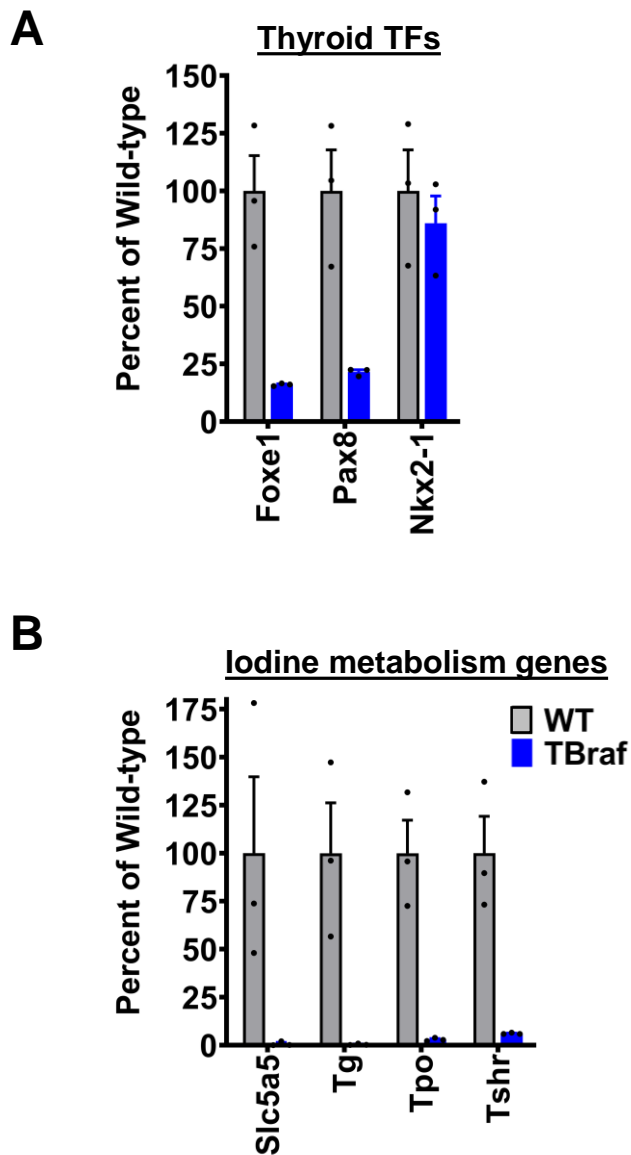 A
Thyroid TFs
Percent of Wild-type
150
125
100
75
50
25
0
Foxe1
Pax8
Nkx2-1
B
Iodine metabolism genes
Percent of Wild-type
175
150
125
100
75
50
25
0
WT
TBraf
Slc5a5
Tg
Tpo
Tshr